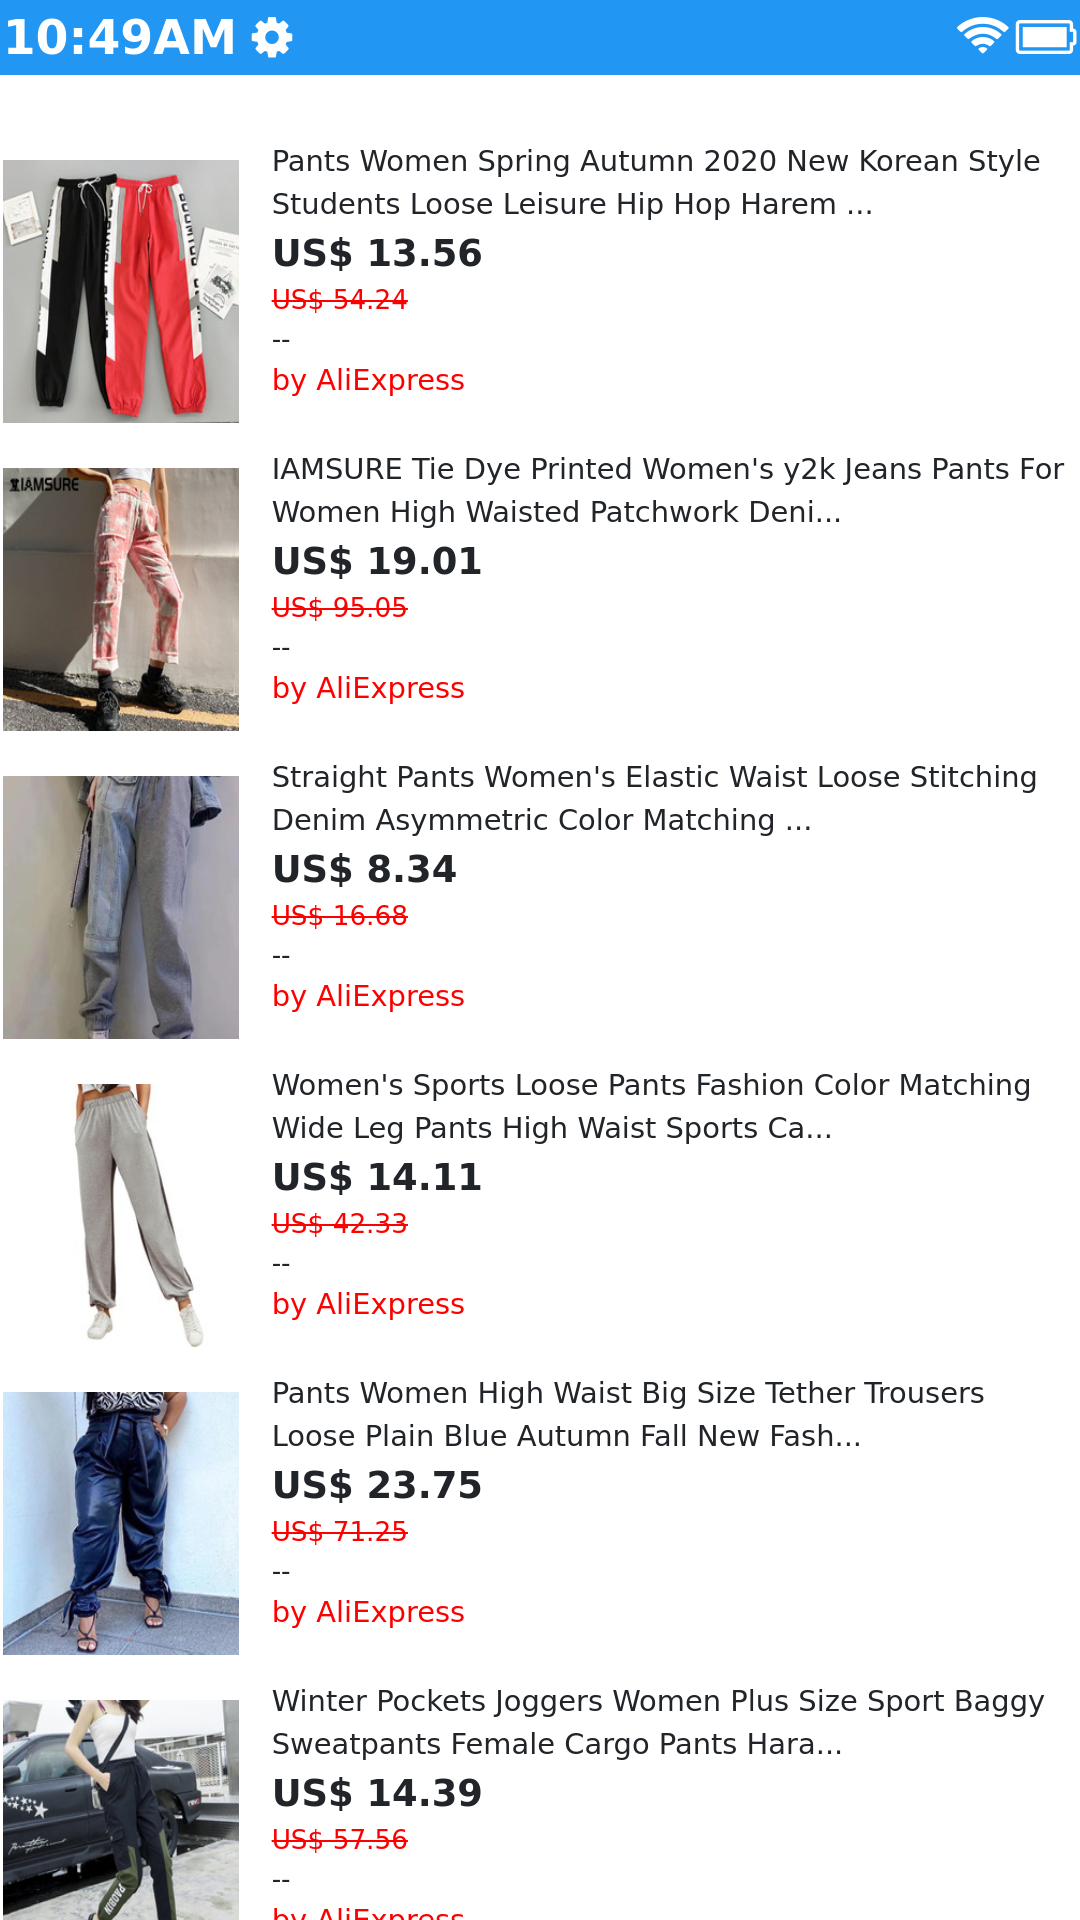 10:49AM
Pants Women Spring Autumn 2020 New Korean Style
Students Loose Leisure Hip Hop Harem ...
US$ 13.56
US$ 54.24
--
by AliExpress
IAMSURE
IAMSURE Tie Dye Printed Women's y2k Jeans Pants For
Women High Waisted Patchwork Deni...
US$ 19.01
US$ 95.05
--
by AliExpress
Straight Pants Women's Elastic Waist Loose Stitching
Denim Asymmetric Color Matching ...
US$ 8.34
US$ 16.68
--
by AliExpress
Women's Sports Loose Pants Fashion Color Matching
Wide Leg Pants High Waist Sports Ca...
US$ 14.11
US$ 42.33
--
by AliExpress
Pants Women High Waist Big Size Tether Trousers
Loose Plain Blue Autumn Fall New Fash...
US$ 23.75
US$ 71.25
--
by AliExpress
Winter Pockets Joggers Women Plus Size Sport Baggy
Sweatpants Female Cargo Pants Hara...
US$ 14.39
US$ 57.56
--
by AliExpress